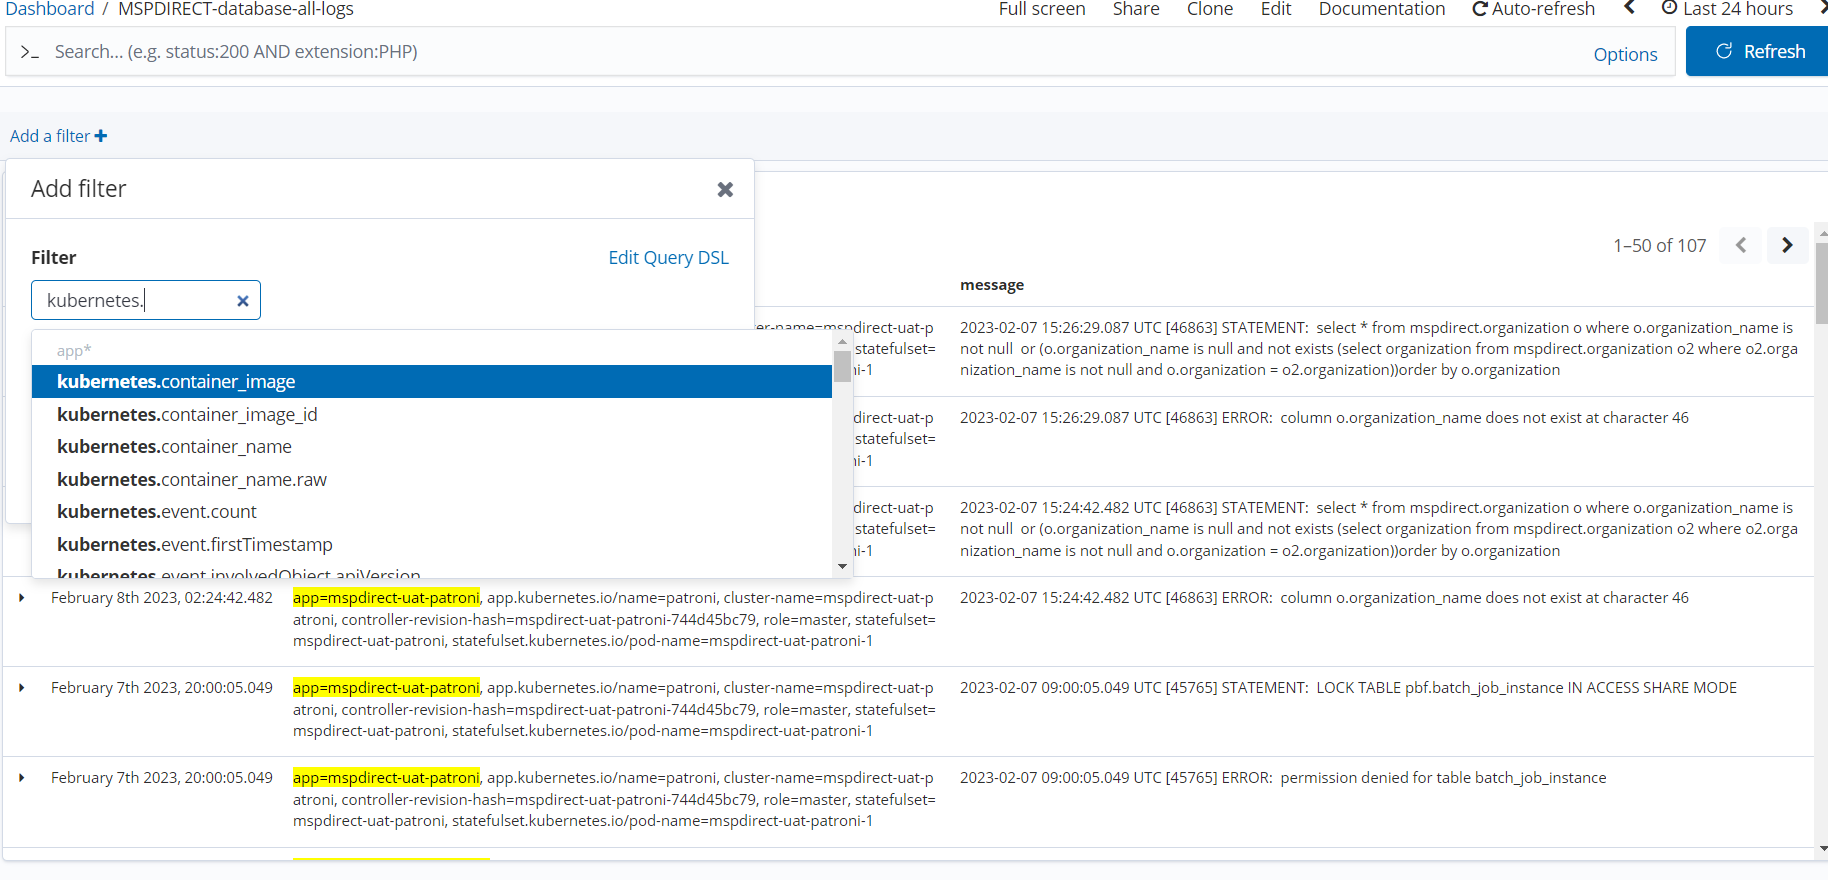 Dashboard / MSPDIRECT-database-all-logs
Full screen Share Clone Edit Documentation Auto-refresh Last 24 hours
>_ Search... (e.g. status:200 AND extension:PHP) Options Refresh
Add a filter +
Add filter
Filter Edit Query DSL
kubernetes.
app*
kubernetes.container_image
kubernetes.container_image_id
kubernetes.container_name
kubernetes.container_name.raw
kubernetes.event.count
kubernetes.event.firstTimestamp
kubernetes.event.involvedObject.apiVersion
1–50 of 107
message
er-name=mspdirect-uat-p 2023-02-07 15:26:29.087 UTC [46863] STATEMENT: select * from mspdirect.organization o where o.organization_name is
statefulset= not null or (o.organization_name is null and not exists (select organization from mspdirect.organization o2 where o2.orga
ni-1 nization_name is not null and o.organization = o2.organization))order by o.organization
direct-uat-p 2023-02-07 15:26:29.087 UTC [46863] ERROR: column o.organization_name does not exist at character 46
statefulset=
ni-1
direct-uat-p 2023-02-07 15:24:42.482 UTC [46863] STATEMENT: select * from mspdirect.organization o where o.organization_name is
statefulset= not null or (o.organization_name is null and not exists (select organization from mspdirect.organization o2 where o2.orga
ni-1 nization_name is not null and o.organization = o2.organization))order by o.organization
February 8th 2023, 02:24:42.482 app=mspdirect-uat-patroni, app.kubernetes.io/name=patroni, cluster-name=mspdirect-uat-p 2023-02-07 15:24:42.482 UTC [46863] ERROR: column o.organization_name does not exist at character 46
atroni, controller-revision-hash=mspdirect-uat-patroni-744d45bc79, role=master, statefulset=
mspdirect-uat-patroni, statefulset.kubernetes.io/pod-name=mspdirect-uat-patroni-1
February 7th 2023, 20:00:05.049 app=mspdirect-uat-patroni, app.kubernetes.io/name=patroni, cluster-name=mspdirect-uat-p 2023-02-07 09:00:05.049 UTC [45765] STATEMENT: LOCK TABLE pbf.batch_job_instance IN ACCESS SHARE MODE
atroni, controller-revision-hash=mspdirect-uat-patroni-744d45bc79, role=master, statefulset=
mspdirect-uat-patroni, statefulset.kubernetes.io/pod-name=mspdirect-uat-patroni-1
February 7th 2023, 20:00:05.049 app=mspdirect-uat-patroni, app.kubernetes.io/name=patroni, cluster-name=mspdirect-uat-p 2023-02-07 09:00:05.049 UTC [45765] ERROR: permission denied for table batch_job_instance
atroni, controller-revision-hash=mspdirect-uat-patroni-744d45bc79, role=master, statefulset=
mspdirect-uat-patroni, statefulset.kubernetes.io/pod-name=mspdirect-uat-patroni-1